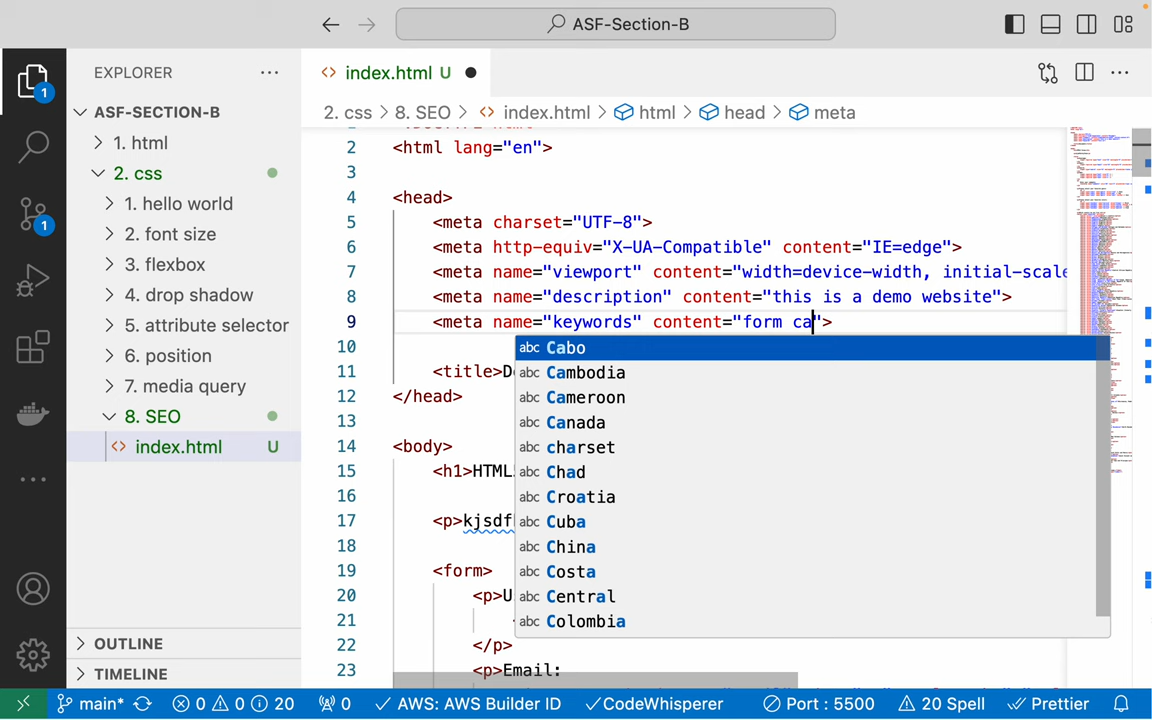 ASF-Section-B
EXPLORER
ASF-SECTION-B
1. html
2. css
1. hello world
2. font size
3. flexbox
4. drop shadow
5. attribute selector
6. position
7. media query
8. SEO
index.html U
OUTLINE
TIMELINE
1
1
index.html U
2. css > 8. SEO > index.html > html > head > meta
2 <html lang="en">
3
4 <head>
5 <meta charset="UTF-8">
6 <meta http-equiv="X-UA-Compatible" content="IE=edge">
7 <meta name="viewport" content="width=device-width, initial-scale
8 <meta name="description" content="this is a demo website">
9 <meta name="keywords" content="form ca">
10
11 <title>
12 </head>
13
14 <body>
15 <h1>HTML
16
17 <p>kjsdf
18
19 <form>
20 <p>U
21
22 </p>
23 <p>Email:
abc Cabo
abc Cambodia
abc Cameroon
abc Canada
abc charset
abc Chad
abc Croatia
abc Cuba
abc China
abc Costa
abc Central
abc Colombia
main* 0 0 20 0 AWS: AWS Builder ID CodeWhisperer Port : 5500 20 Spell Prettier